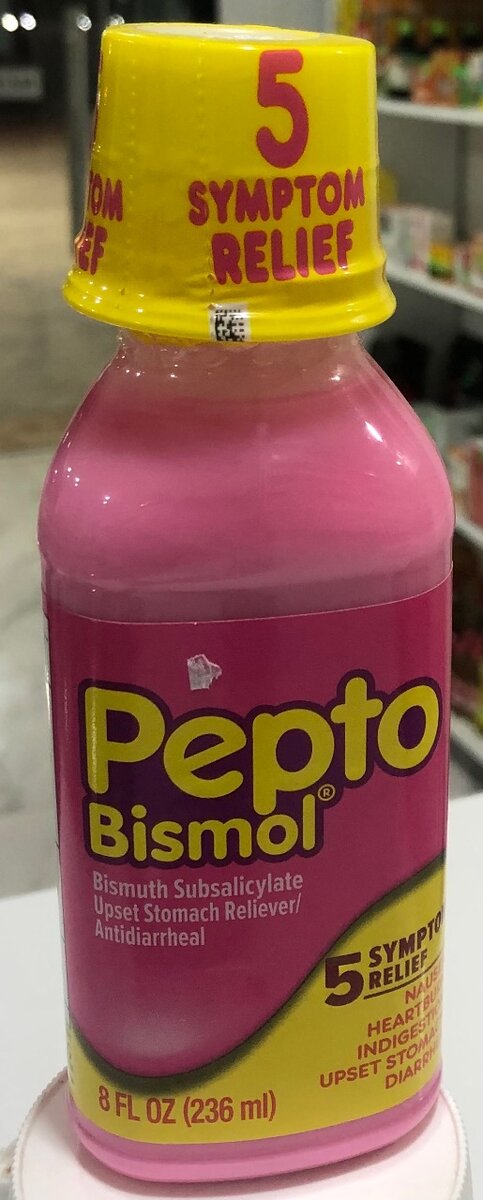 5
SYMPTOM
RELIEF
Pepto
Bismol®
Bismuth Subsalicylate
Upset Stomach Reliever/
Antidiarrheal
5 SYMPTO
RELIEF
NAUS
HEARTBU
INDIGESTIO
UPSET STOMA
DIARR
8 FL OZ (236 ml)